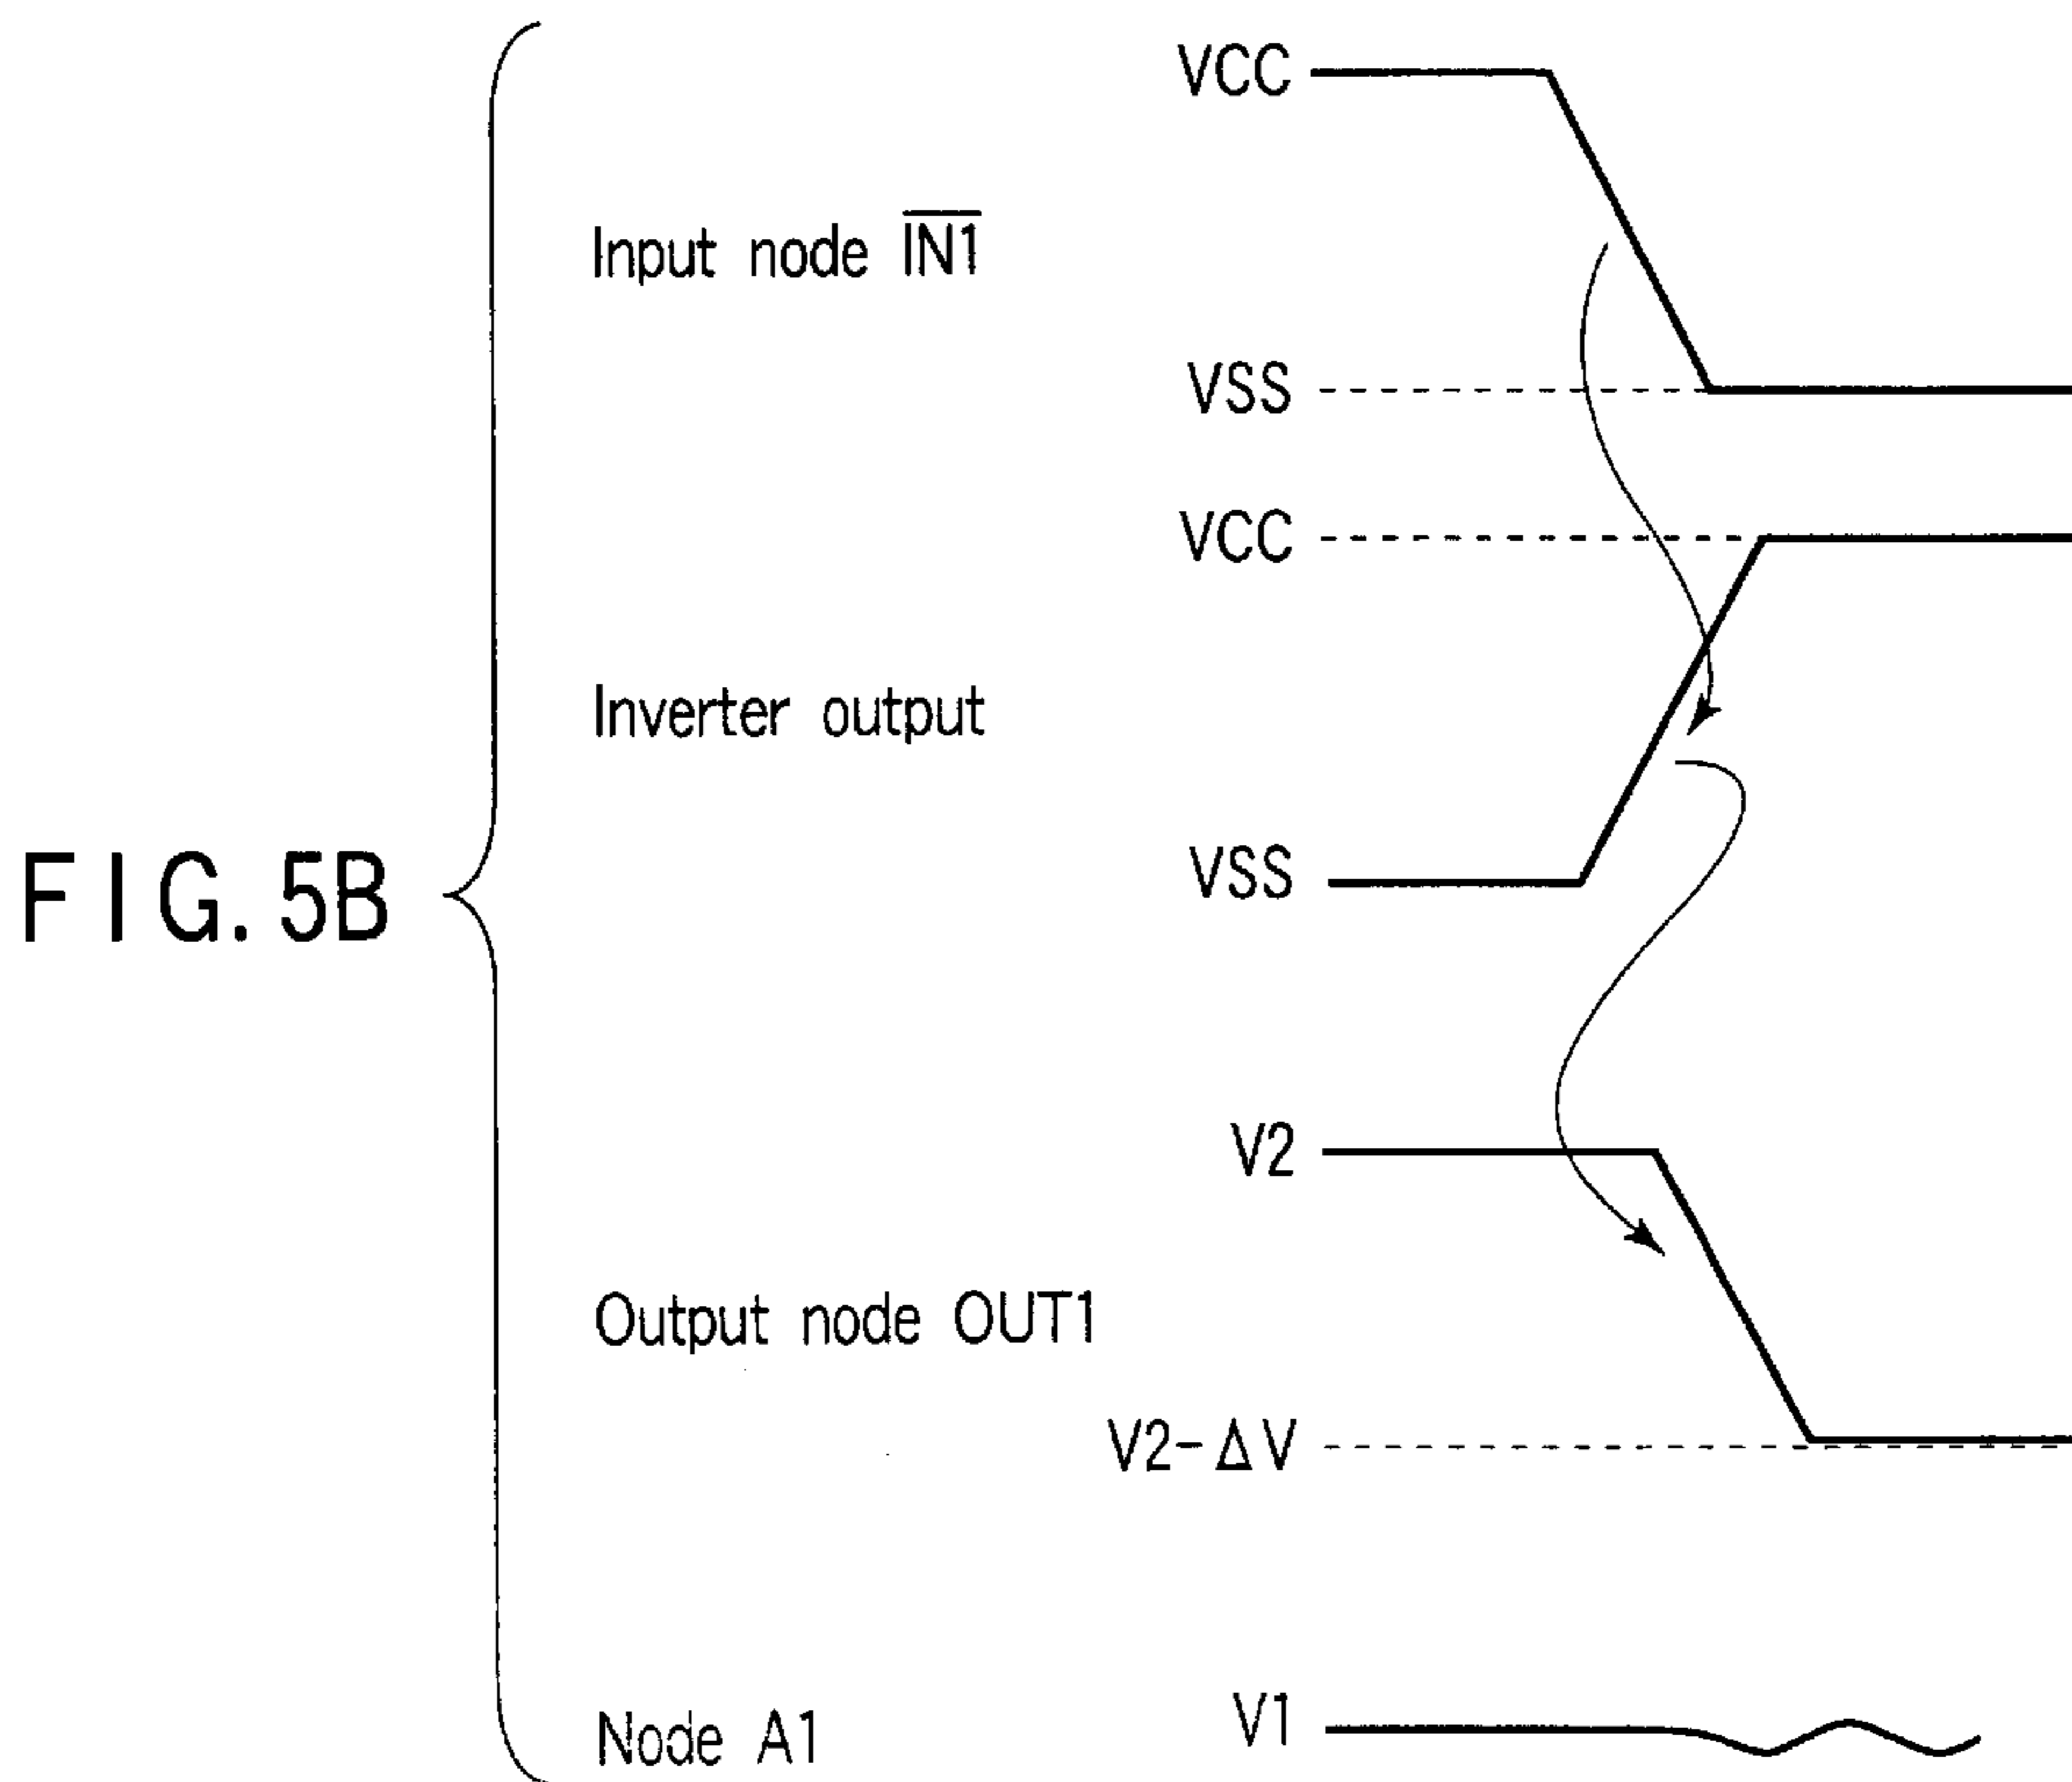 VCC
Input node I̅N̅1̅
VSS
VCC
Inverter output
VSS
FIG. 5B
V2
Output node OUT1
V2-ΔV
Node A1
V1